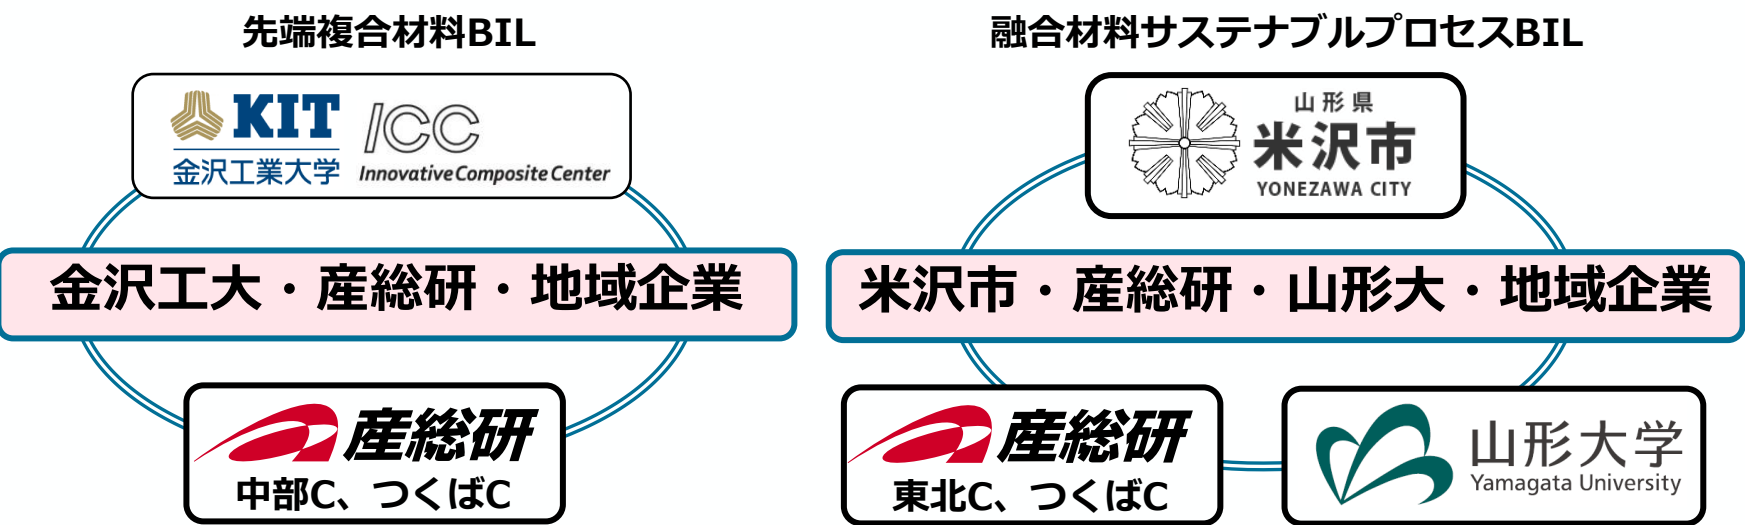 先端複合材料BIL
KIT
金沢工業大学
ICC
Innovative Composite Center
金沢工大・産総研・地域企業
産総研
中部C、つくばC
融合材料サステナブルプロセスBIL
山形県
米沢市
YONEZAWA CITY
米沢市・産総研・山形大・地域企業
産総研
東北C、つくばC
山形大学
Yamagata University